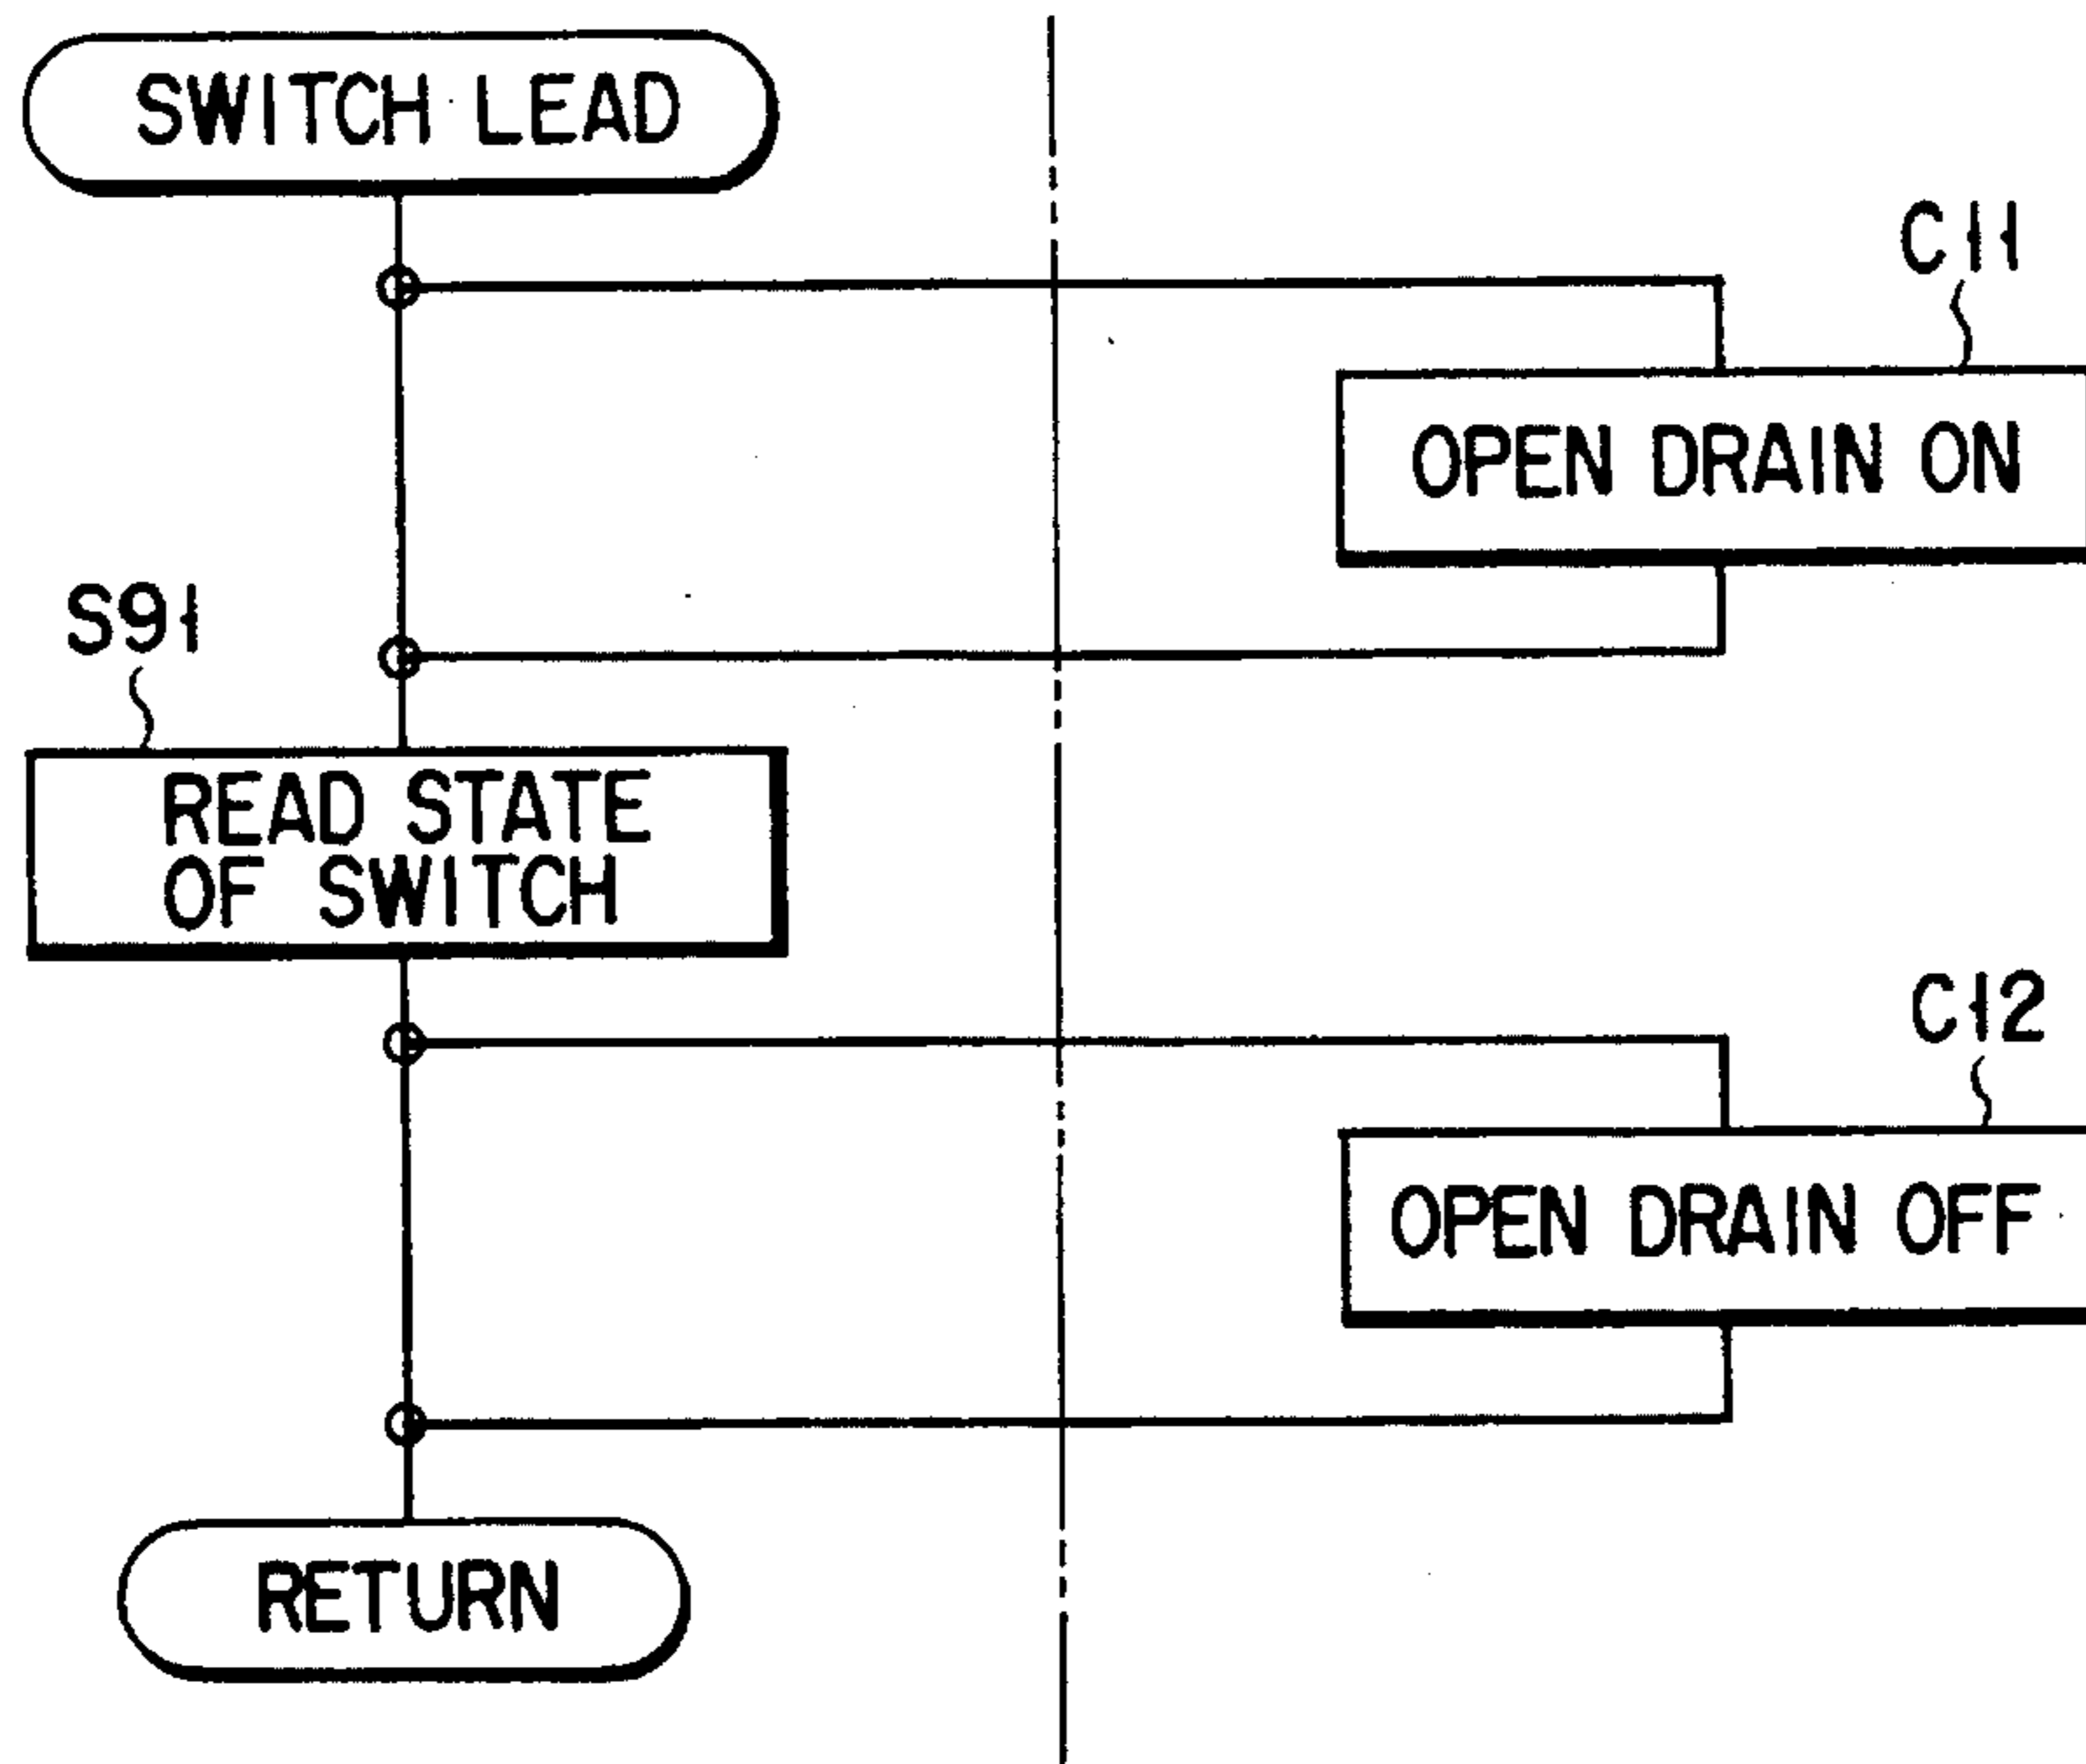 SWITCH LEAD
C11
OPEN DRAIN ON
S91
READ STATE
OF SWITCH
C12
OPEN DRAIN OFF
RETURN